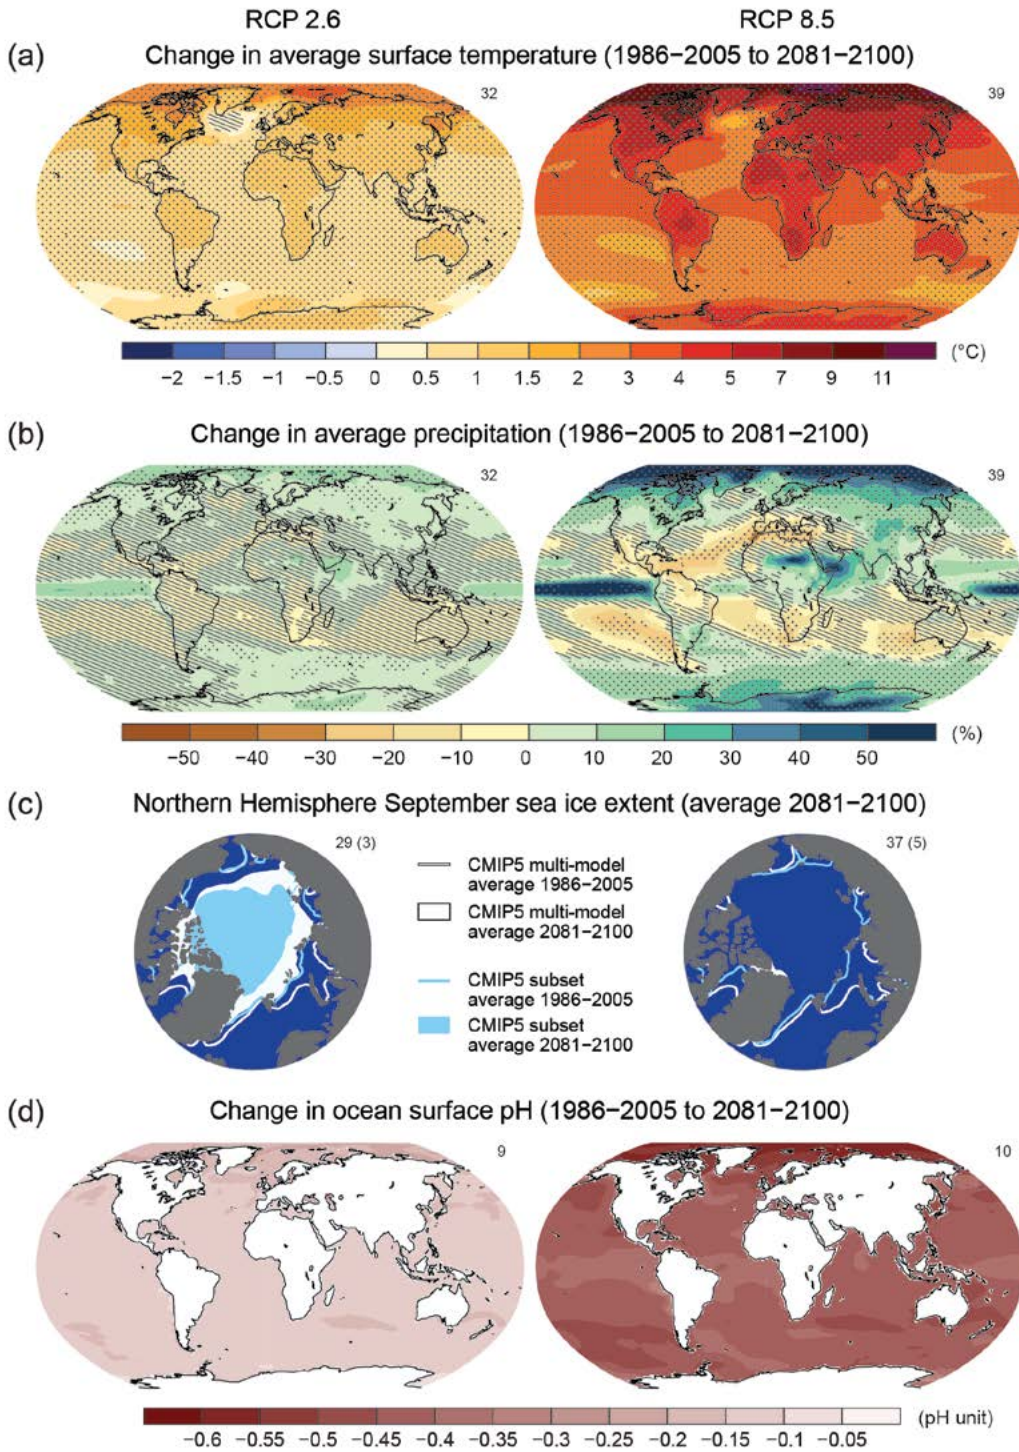 RCP 2.6
RCP 8.5
(a) Change in average surface temperature (1986−2005 to 2081−2100)
32
39
−2 −1.5 −1 −0.5 0 0.5 1 1.5 2 3 4 5 7 9 11 (°C)
(b) Change in average precipitation (1986−2005 to 2081−2100)
32
39
−50 −40 −30 −20 −10 0 10 20 30 40 50 (%)
(c) Northern Hemisphere September sea ice extent (average 2081−2100)
29 (3)
37 (5)
CMIP5 multi-model
average 1986−2005
CMIP5 multi-model
average 2081−2100
CMIP5 subset
average 1986−2005
CMIP5 subset
average 2081−2100
(d) Change in ocean surface pH (1986−2005 to 2081−2100)
9
10
−0.6 −0.55 −0.5 −0.45 −0.4 −0.35 −0.3 −0.25 −0.2 −0.15 −0.1 −0.05 (pH unit)